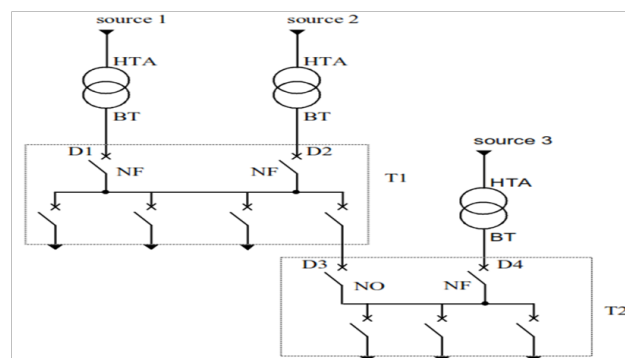 source 1
source 2
HTA
HTA
BT
BT
source 3
D1
D2
NF
NF
T1
HTA
BT
D3
D4
NO
NF
T2